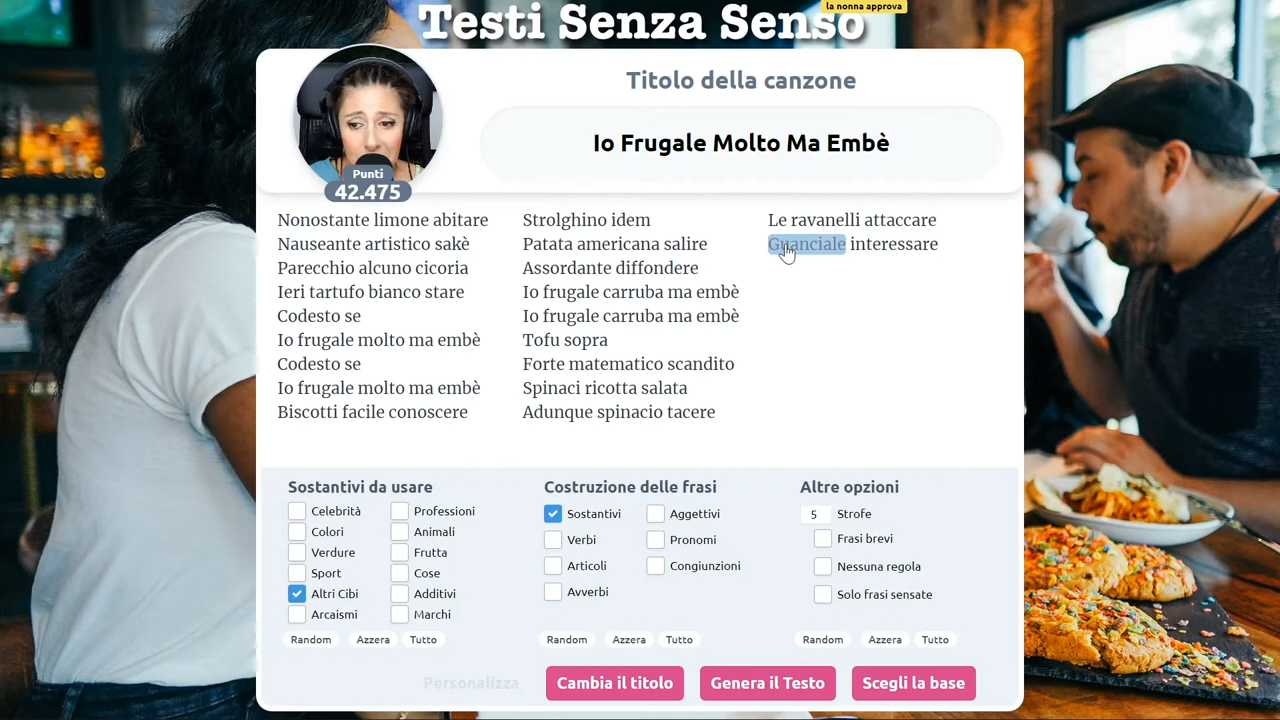 Testi Senza Senso
la nonna approva
Titolo della canzone
Io Frugale Molto Ma Embè
Punti
42.475
Nonostante limone abitare
Nauseante artistico sakè
Parecchio alcuno cicoria
Ieri tartufo bianco stare
Codesto se
Io frugale molto ma embè
Codesto se
Io frugale molto ma embè
Biscotti facile conoscere
Strolghino idem
Patata americana salire
Assordante diffondere
Io frugale carruba ma embè
Io frugale carruba ma embè
Tofu sopra
Forte matematico scandito
Spinaci ricotta salata
Adunque spinacio tacere
Le ravanelli attaccare
Guanciale interessare
Sostantivi da usare
Celebrità
Colori
Verdure
Sport
Altri Cibi
Arcaismi
Professioni
Animali
Frutta
Cose
Additivi
Marchi
Random Azzera Tutto
Costruzione delle frasi
Sostantivi
Verbi
Articoli
Avverbi
Aggettivi
Pronomi
Congiunzioni
Random Azzera Tutto
Altre opzioni
5 Strofe
Frasi brevi
Nessuna regola
Solo frasi sensate
Random Azzera Tutto
Personalizza
Cambia il titolo
Genera il Testo
Scegli la base